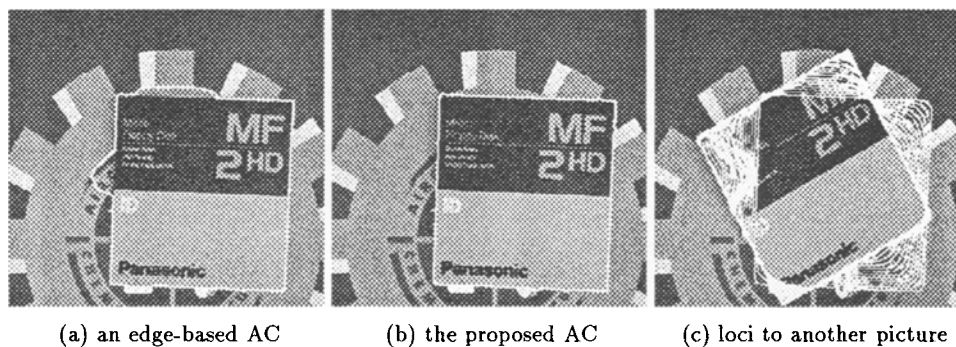 MF
2HD
Panasonic
MF
2HD
Panasonic
MF
2HD
Panasonic
(a) an edge-based AC
(b) the proposed AC
(c) loci to another picture